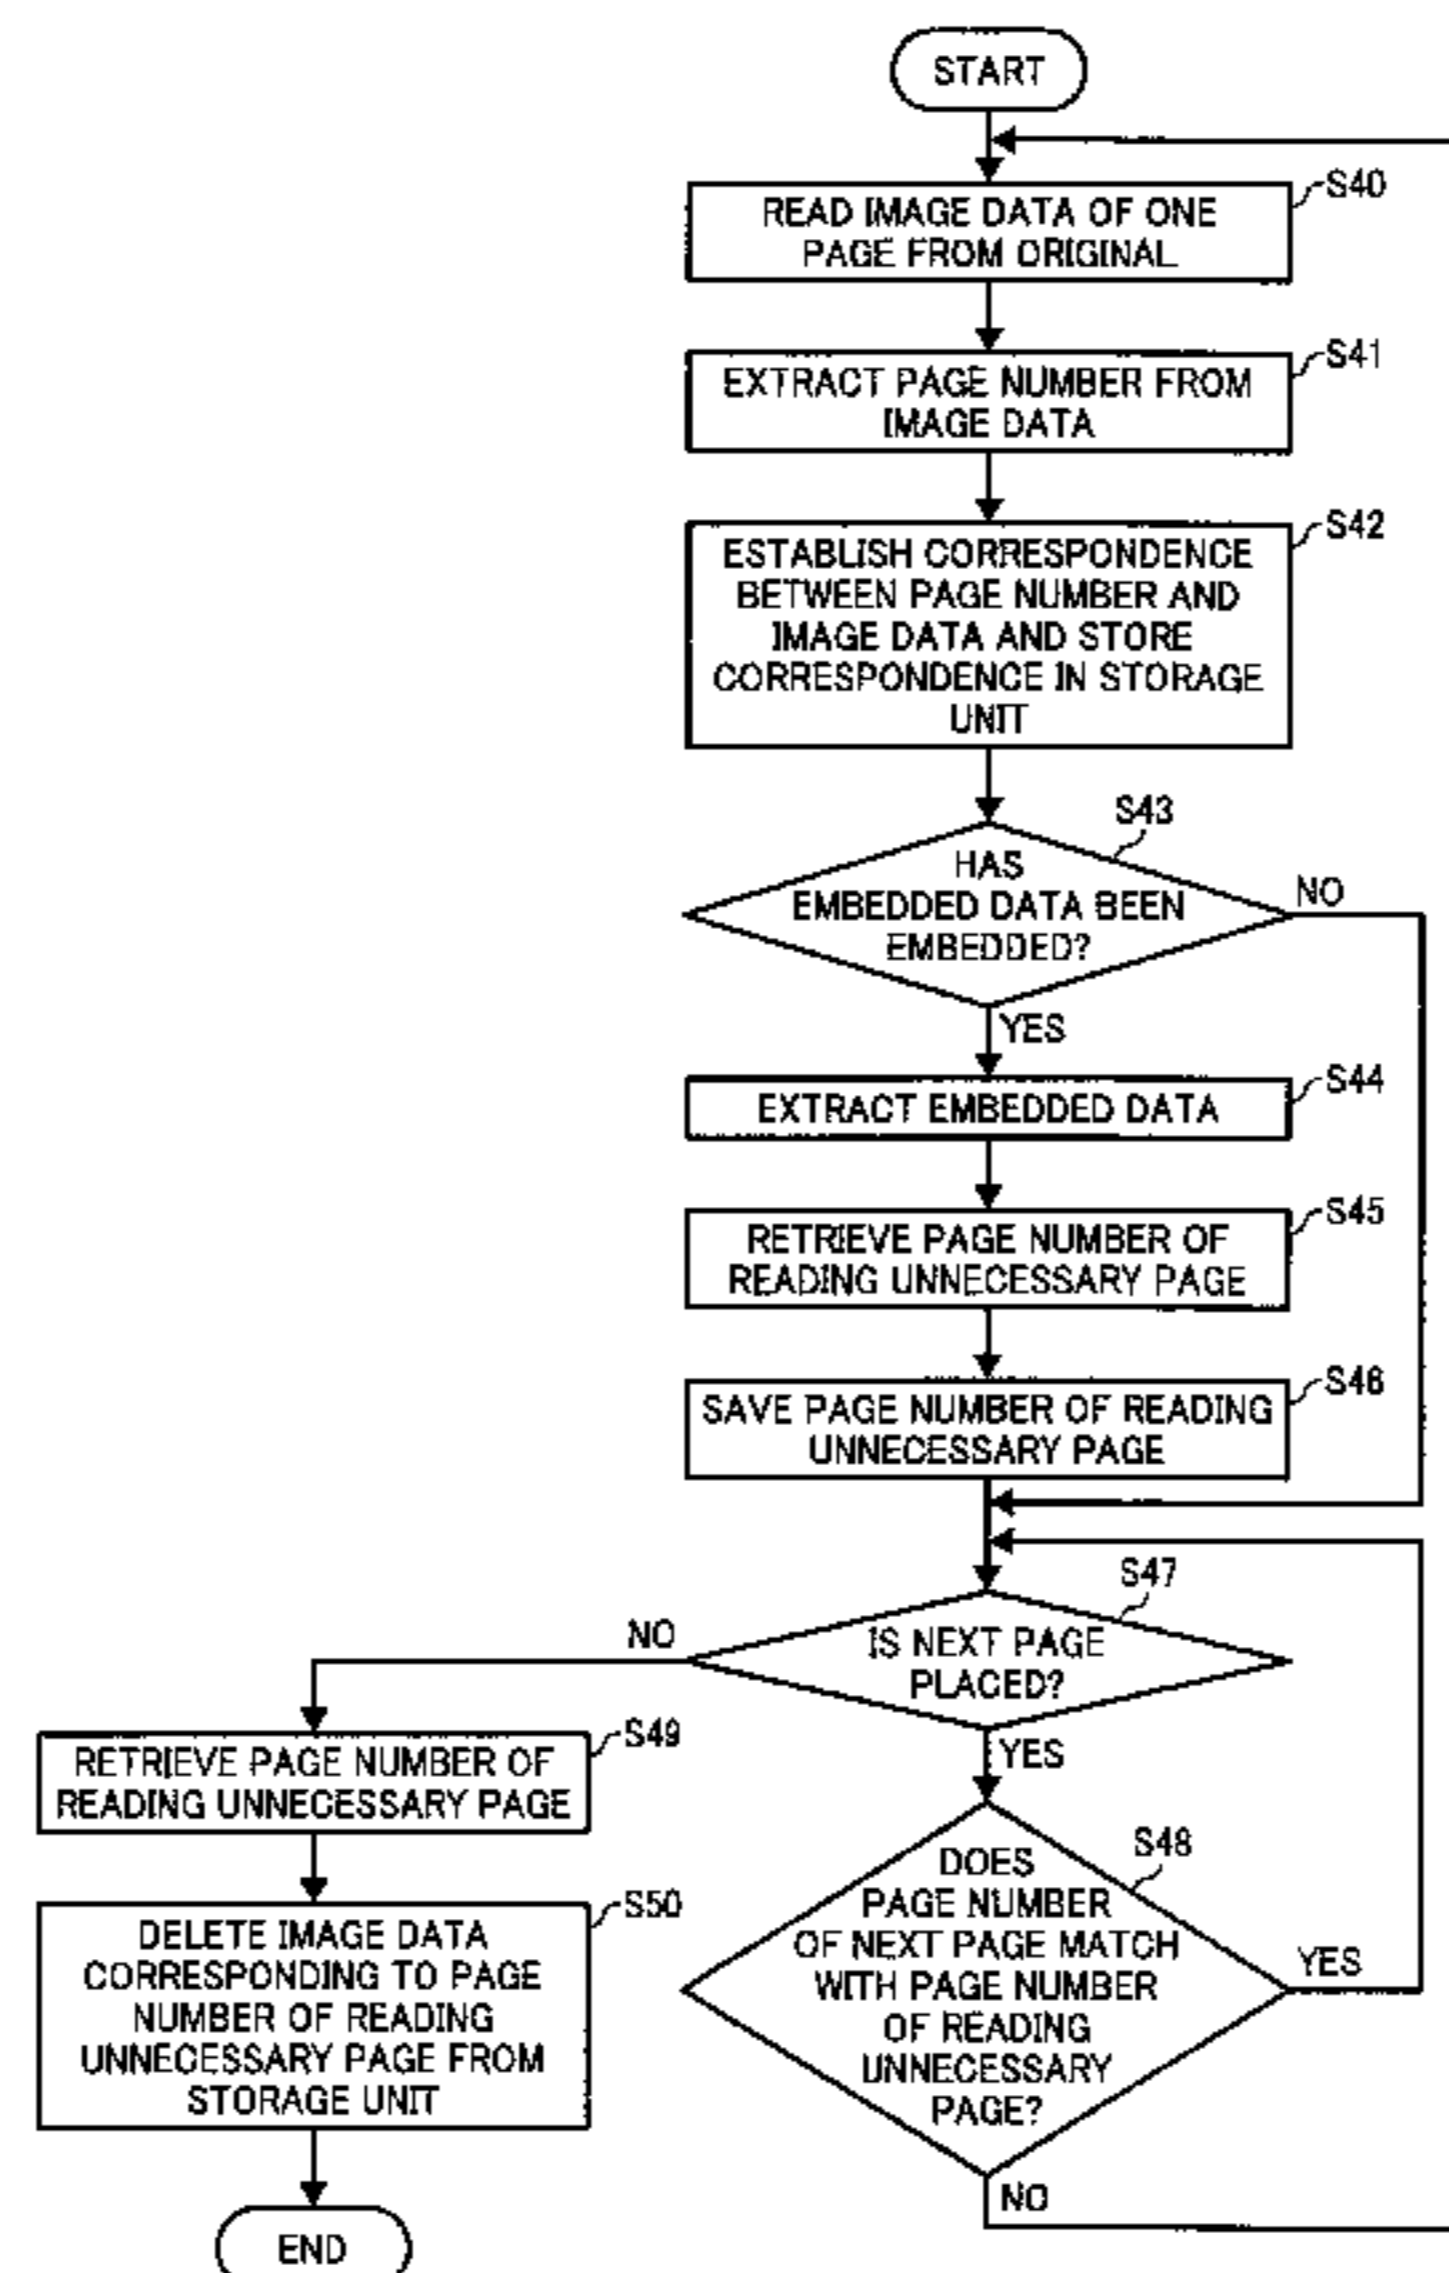 START
S40
READ IMAGE DATA OF ONE
PAGE FROM ORIGINAL
S41
EXTRACT PAGE NUMBER FROM
IMAGE DATA
S42
ESTABLISH CORRESPONDENCE
BETWEEN PAGE NUMBER AND
IMAGE DATA AND STORE
CORRESPONDENCE IN STORAGE
UNIT
S43
HAS
EMBEDDED DATA BEEN
EMBEDDED?
NO
YES
S44
EXTRACT EMBEDDED DATA
S45
RETRIEVE PAGE NUMBER OF
READING UNNECESSARY PAGE
S46
SAVE PAGE NUMBER OF READING
UNNECESSARY PAGE
S47
IS NEXT PAGE
PLACED?
NO
YES
S49
RETRIEVE PAGE NUMBER OF
READING UNNECESSARY PAGE
S48
DOES
PAGE NUMBER
OF NEXT PAGE MATCH
WITH PAGE NUMBER
OF READING
UNNECESSARY
PAGE?
YES
NO
S50
DELETE IMAGE DATA
CORRESPONDING TO PAGE
NUMBER OF READING
UNNECESSARY PAGE FROM
STORAGE UNIT
END